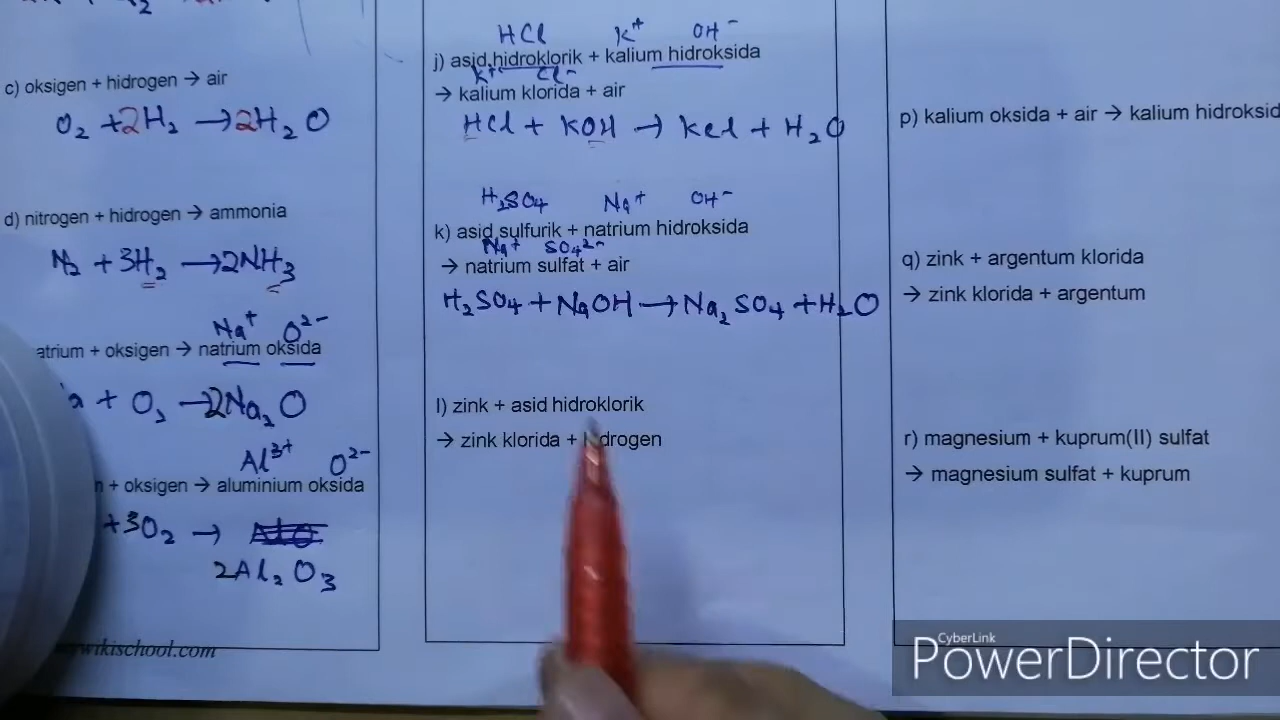 c) oksigen + hidrogen → air
O₂ + 2H₂ → 2H₂O
d) nitrogen + hidrogen → ammonia
N₂ + 3H₂ → 2NH₃
Na⁺ O²⁻
atrium + oksigen → natrium oksida
+ O₂ → 2Na₂O
Al³⁺ O²⁻
+ oksigen → aluminium oksida
+ 3O₂ →
2Al₂O₃
wikischool.com
HCl K⁺ OH⁻
j) asid hidroklorik + kalium hidroksida
K⁺ Cl⁻
→ kalium klorida + air
HCl + KOH → KCl + H₂O
H₂SO₄ Na⁺ OH⁻
k) asid sulfurik + natrium hidroksida
Na⁺ SO₄²⁻
→ natrium sulfat + air
H₂SO₄ + NaOH → Na₂SO₄ + H₂O
l) zink + asid hidroklorik
→ zink klorida + hidrogen
p) kalium oksida + air → kalium hidroksid
q) zink + argentum klorida
→ zink klorida + argentum
r) magnesium + kuprum(II) sulfat
→ magnesium sulfat + kuprum
CyberLink
PowerDirector